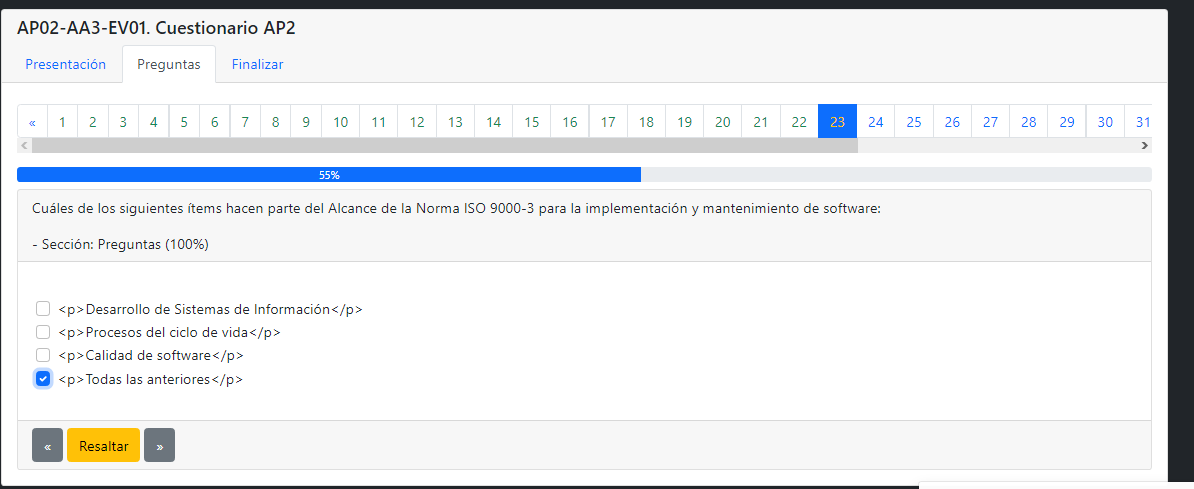 AP02-AA3-EV01. Cuestionario AP2
Presentación Preguntas Finalizar
« 1 2 3 4 5 6 7 8 9 10 11 12 13 14 15 16 17 18 19 20 21 22 23 24 25 26 27 28 29 30 31
55%
Cuáles de los siguientes ítems hacen parte del Alcance de la Norma ISO 9000-3 para la implementación y mantenimiento de software:
- Sección: Preguntas (100%)
<p>Desarrollo de Sistemas de Información</p>
<p>Procesos del ciclo de vida</p>
<p>Calidad de software</p>
<p>Todas las anteriores</p>
« Resaltar »